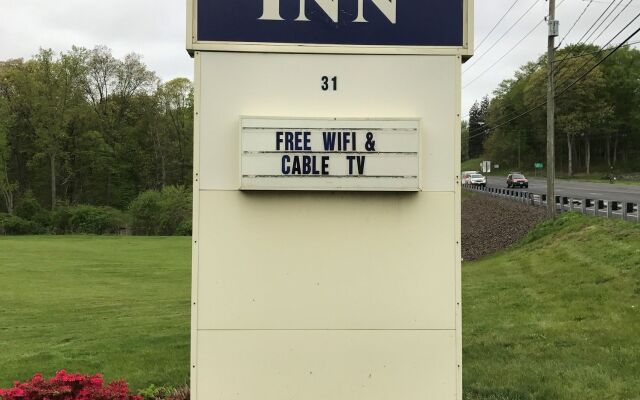 INN
31
FREE WIFI &
CABLE TV